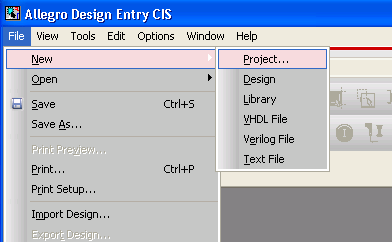 Allegro Design Entry CIS
File View Tools Edit Options Window Help
New
Open
Save Ctrl+S
Save As...
Print Preview...
Print... Ctrl+P
Print Setup...
Import Design...
Export Design...
Project...
Design
Library
VHDL File
Verilog File
Text File